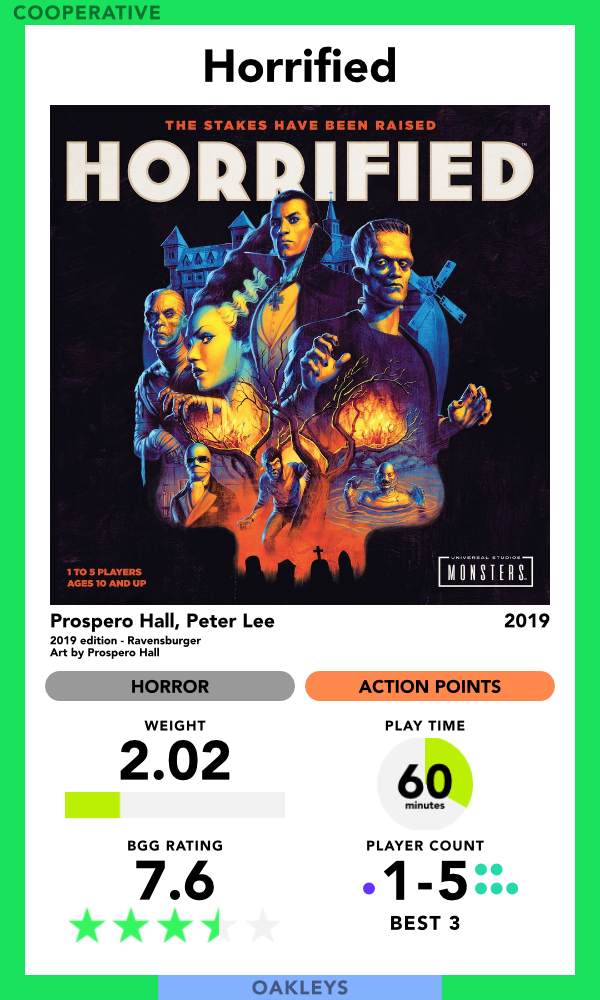 COOPERATIVE
Horrified
THE STAKES HAVE BEEN RAISED
HORRIFIED™
1 TO 5 PLAYERS
AGES 10 AND UP
UNIVERSAL STUDIOS
MONSTERS
Prospero Hall, Peter Lee 2019
2019 edition - Ravensburger
Art by Prospero Hall
HORROR ACTION POINTS
WEIGHT
2.02
PLAY TIME
60
minutes
BGG RATING
7.6
PLAYER COUNT
1-5
BEST 3
OAKLEYS